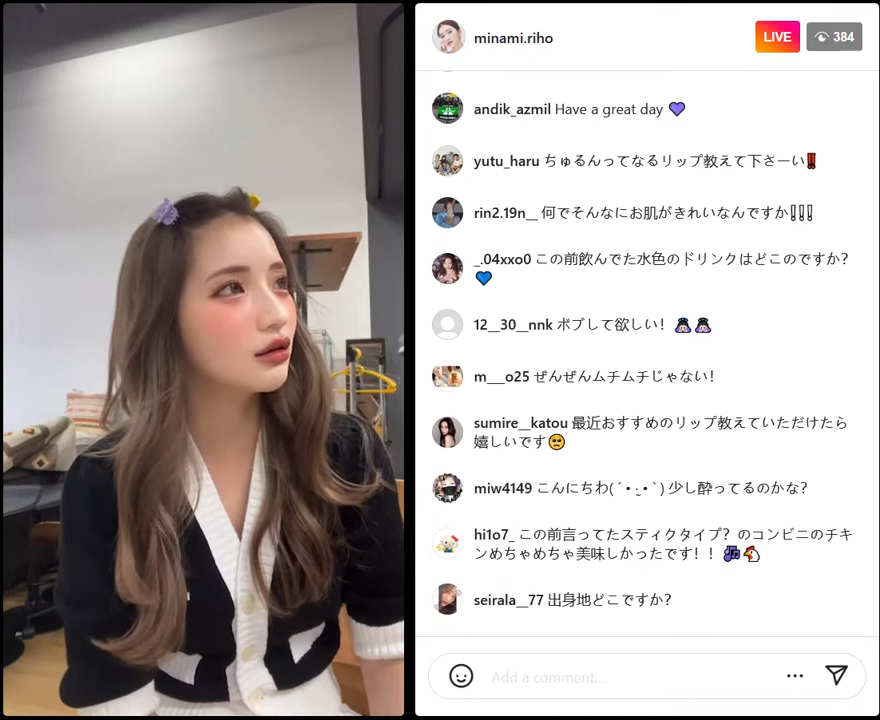 minami.riho
LIVE
384
andik_azmil Have a great day 💜
yutu_haru ちゅるんってなるリップ教えて下さーい‼️
rin2.19n__ 何でそんなにお肌がきれいなんですか❕❕❕
_.04xxo0 この前飲んでた水色のドリンクはどこのですか?
💙
12__30__nnk ボブして欲しい！🙇‍♀️🙇‍♀️
m___o25 ぜんぜんムチムチじゃない！
sumire__katou 最近おすすめのリップ教えていただけたら
嬉しいです🥺
miw4149 こんにちわ(´•ᴗ•`) 少し酔ってるのかな?
hi1o7_ この前言ってたスティクタイプ? のコンビニのチキ
ンめちゃめちゃ美味しかったです！！🎶🐔
seirala__77 出身地どこですか?
Add a comment...